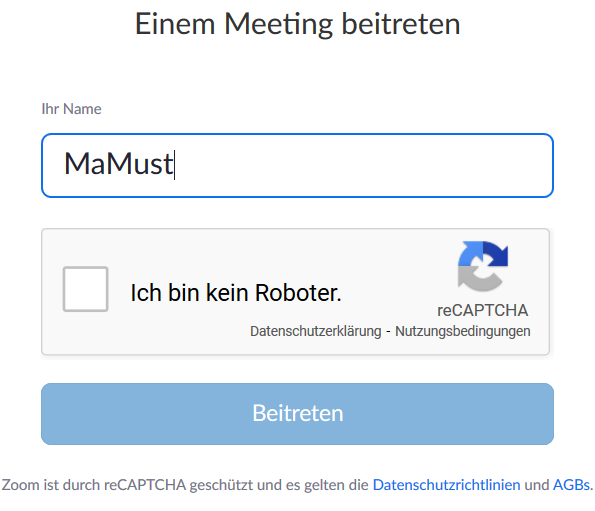 Einem Meeting beitreten
Ihr Name
MaMust
Ich bin kein Roboter.
reCAPTCHA
Datenschutzerklärung - Nutzungsbedingungen
Beitreten
Zoom ist durch reCAPTCHA geschützt und es gelten die Datenschutzrichtlinien und AGBs.